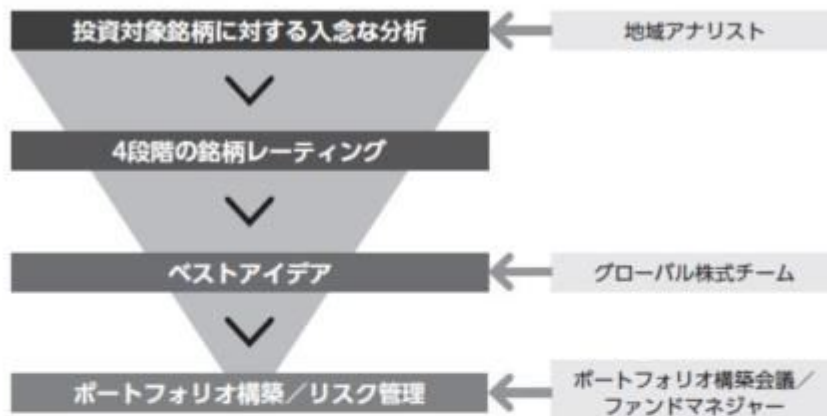 投資対象銘柄に対する入念な分析
地域アナリスト
4段階の銘柄レーティング
ベストアイデア
グローバル株式チーム
ポートフォリオ構築／リスク管理
ポートフォリオ構築会議／
ファンドマネジャー